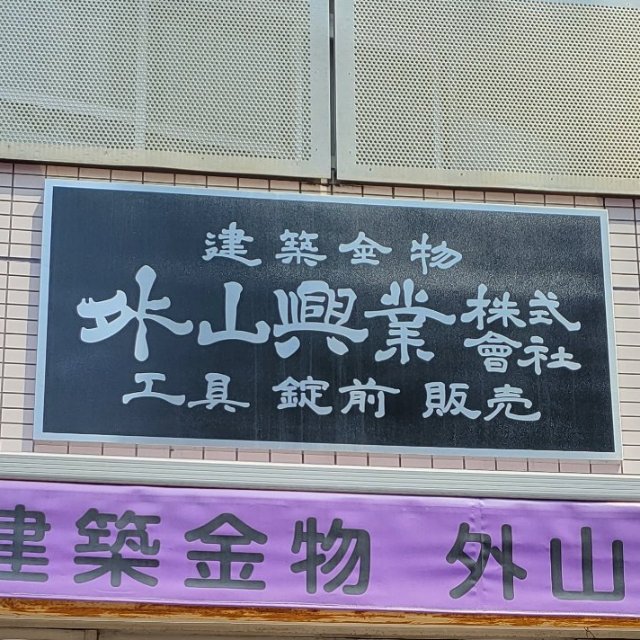 建築金物
外山興業株式會社
工具 錠前 販売
建築金物 外山